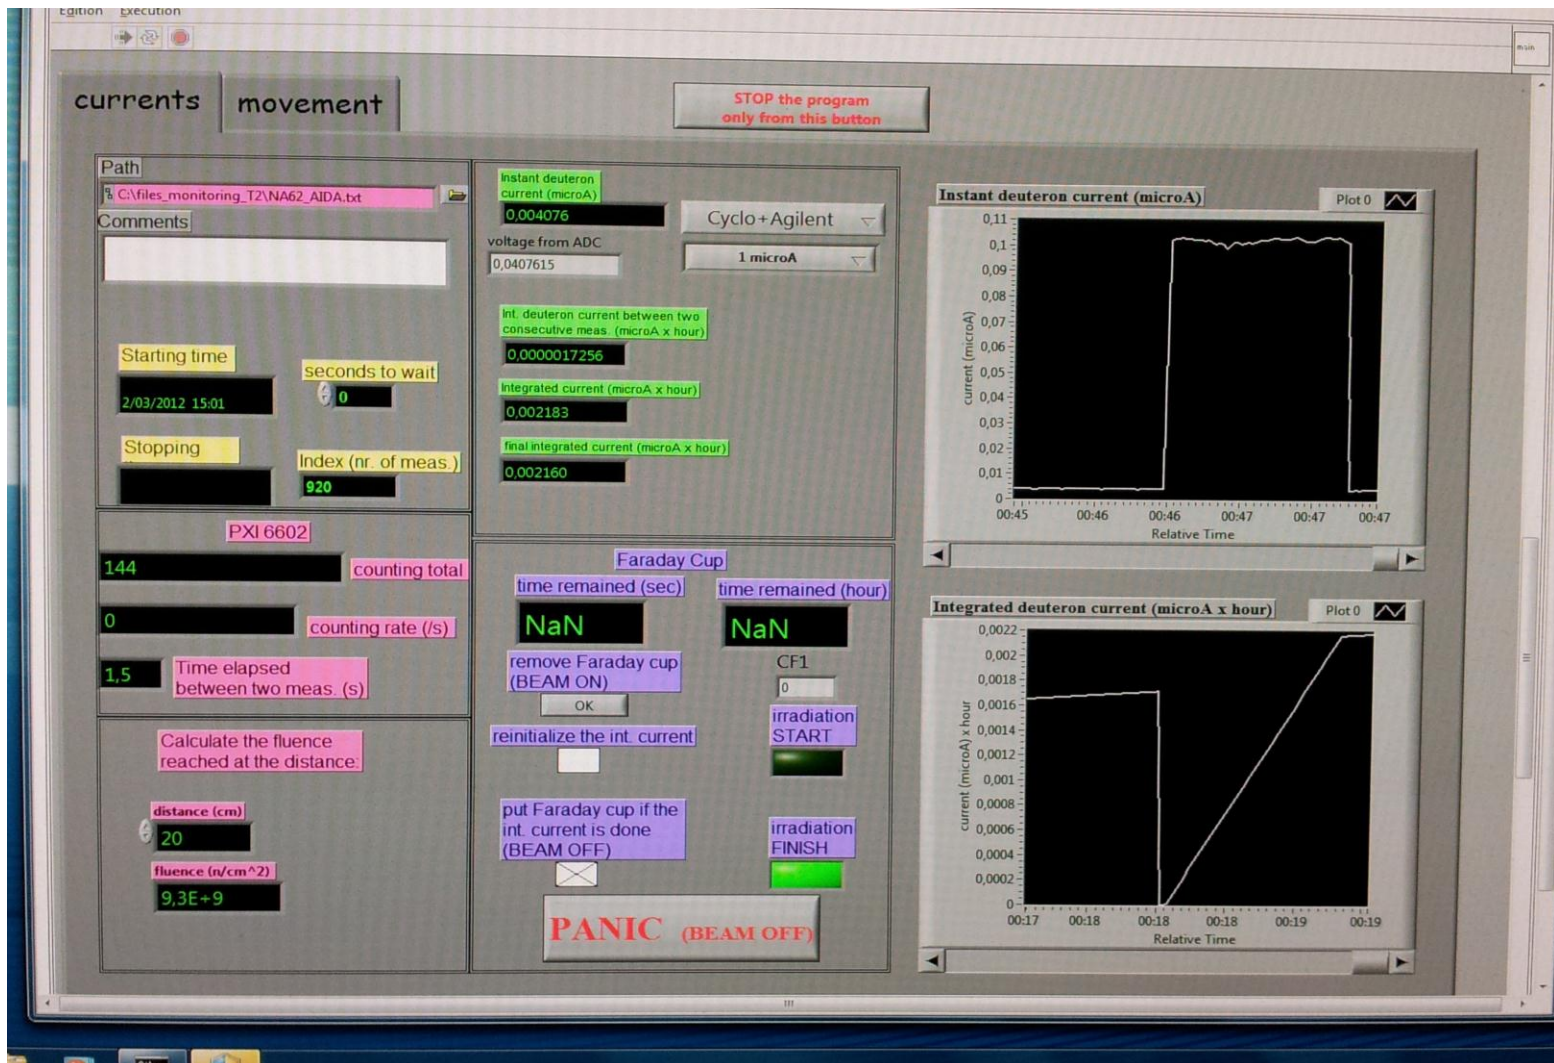 Edition Execution
main
currents
movement
STOP the program
only from this button
Path
C:\files_monitoring_T2\NA62_AIDA.txt
Comments
Starting time
2/03/2012 15:01
seconds to wait
0
Stopping
Index (nr. of meas.)
920
PXI 6602
144
counting total
0
counting rate (/s)
1,5
Time elapsed
between two meas. (s)
Calculate the fluence
reached at the distance:
distance (cm)
20
fluence (n/cm^2)
9,3E+9
Instant deuteron
current (microA)
0,004076
Cyclo+Agilent
voltage from ADC
0,0407615
1 microA
Int. deuteron current between two
consecutive meas. (microA x hour)
0,0000017256
Integrated current (microA x hour)
0,002183
final integrated current (microA x hour)
0,002160
Faraday Cup
time remained (sec)
time remained (hour)
NaN
NaN
remove Faraday cup
(BEAM ON)
OK
CF1
0
reinitialize the int. current
irradiation
START
put Faraday cup if the
int. current is done
(BEAM OFF)
irradiation
FINISH
PANIC (BEAM OFF)
Instant deuteron current (microA)
Plot 0
0,11
0,1
0,09
0,08
0,07
0,06
0,05
0,04
0,03
0,02
0,01
0
current (microA)
00:45 00:46 00:46 00:47 00:47 00:47
Relative Time
Integrated deuteron current (microA x hour)
Plot 0
0,0022
0,002
0,0018
0,0016
0,0014
0,0012
0,001
0,0008
0,0006
0,0004
0,0002
0
current (microA) x hour
00:17 00:18 00:18 00:18 00:19 00:19
Relative Time